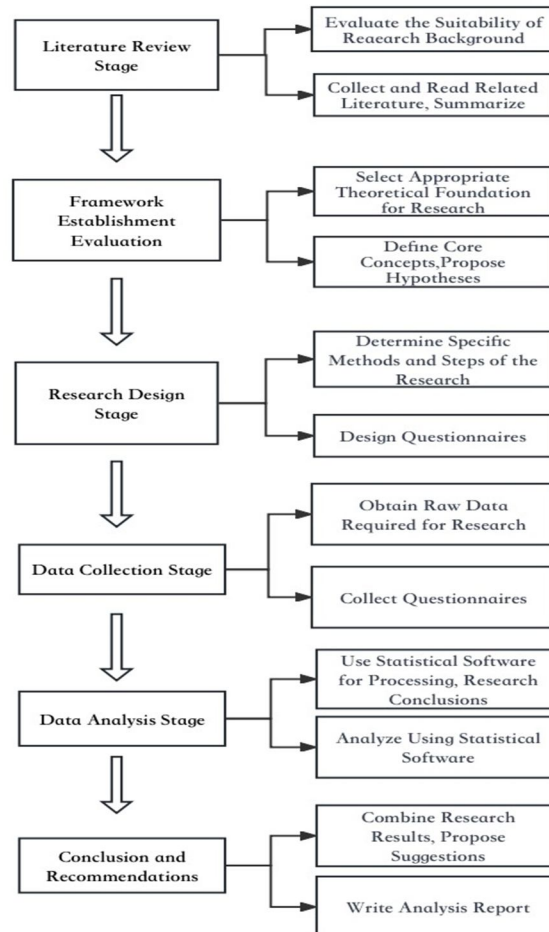 Literature Review
Stage
Evaluate the Suitability of
Reaearch Background
Collect and Read Related
Literature, Summarize
Framework
Establishment
Evaluation
Select Appropriate
Theoretical Foundation
for Research
Define Core
Concepts,Propose
Hypotheses
Research Design
Stage
Determine Specific
Methods and Steps of the
Research
Design Questionnaires
Data Collection Stage
Obtain Raw Data
Required for Research
Collect Questionnaires
Data Analysis Stage
Use Statistical Software
for Processing, Research
Conclusions
Analyze Using Statistical
Software
Conclusion and
Recommendations
Combine Research
Results, Propose
Suggestions
Write Analysis Report